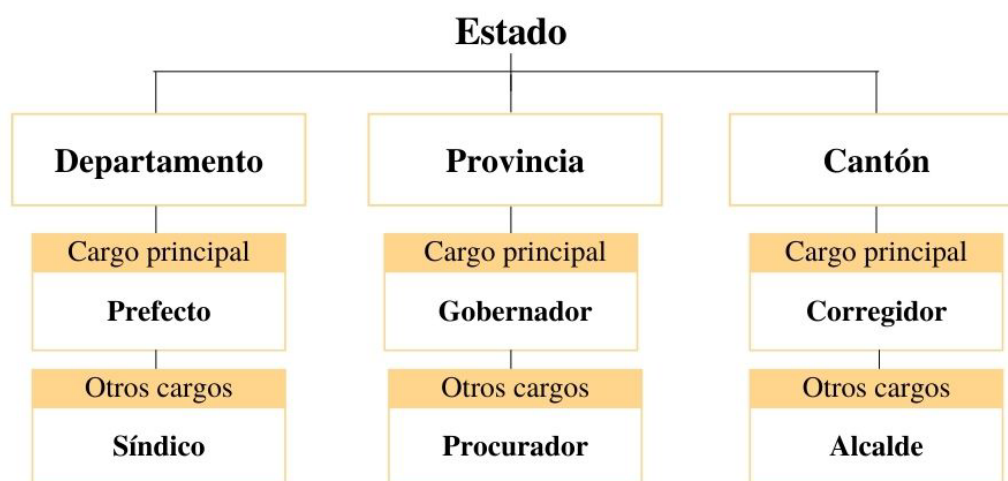 Estado
Departamento
Provincia
Cantón
Cargo principal
Cargo principal
Cargo principal
Prefecto
Gobernador
Corregidor
Otros cargos
Otros cargos
Otros cargos
Síndico
Procurador
Alcalde